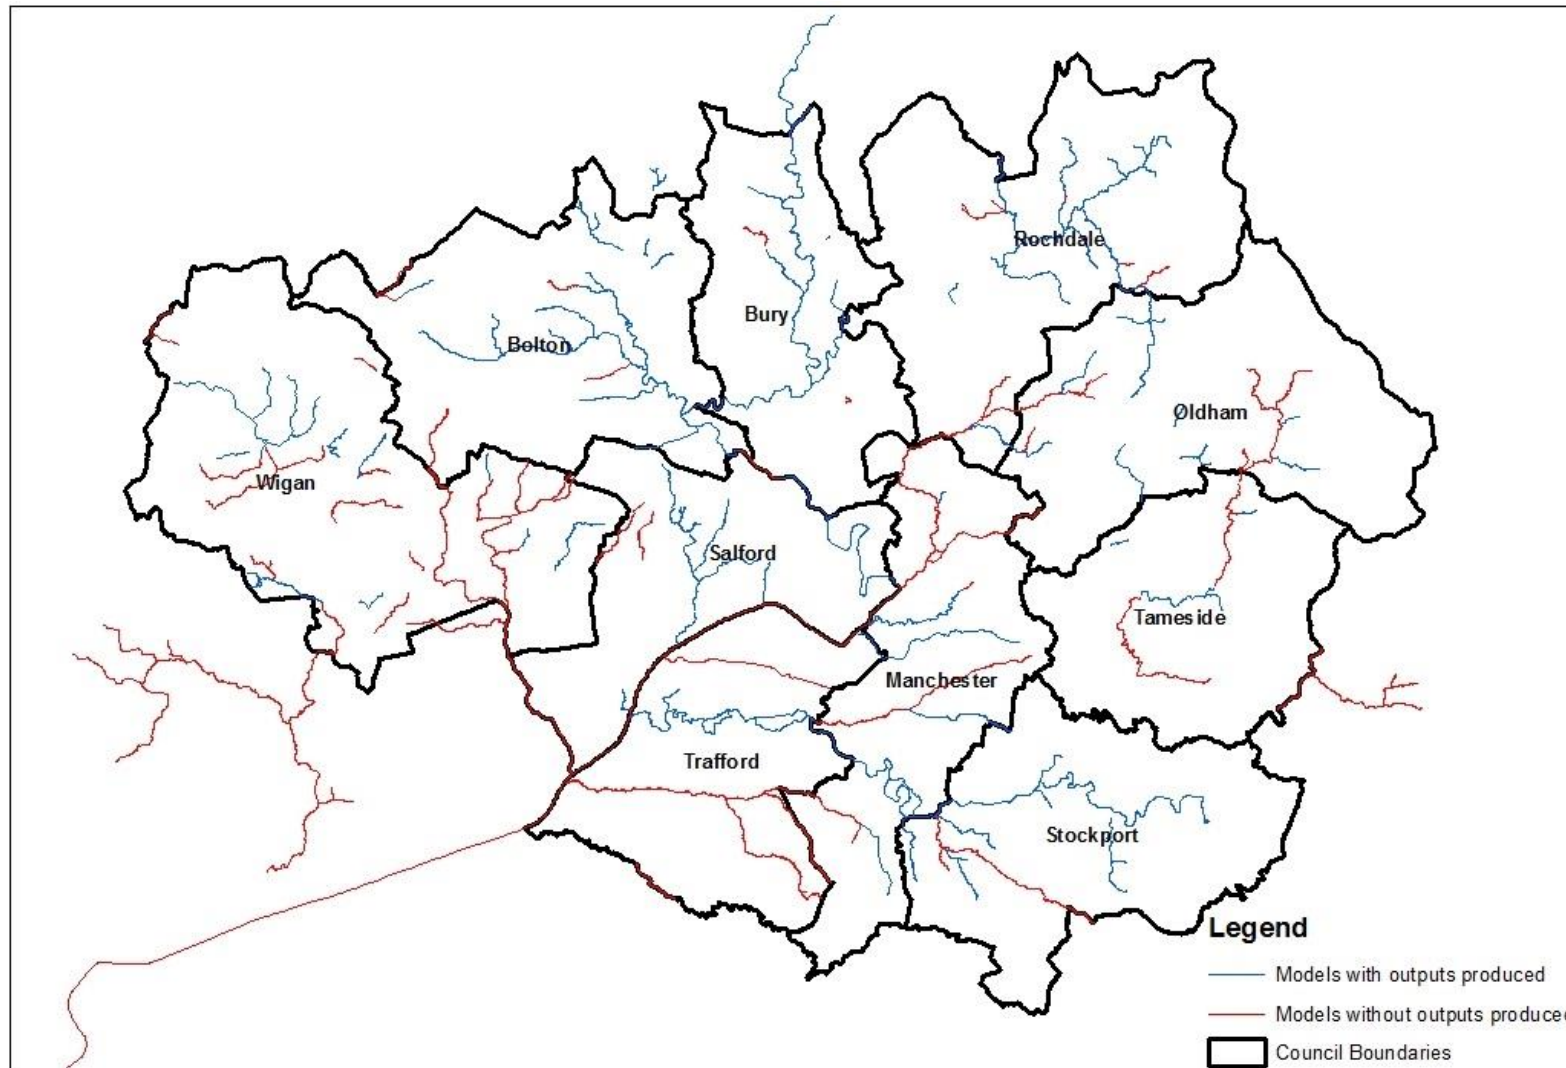 Rochdale
Bury
Bolton
Øldham
Wigan
Salford
Tameside
Manchester
Trafford
Stockport
Legend
Models with outputs produced
Models without outputs produced
Council Boundaries